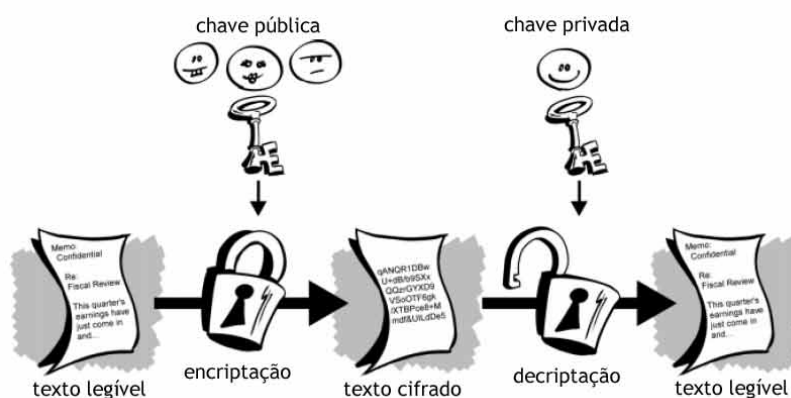 chave pública
chave privada
Memo:
Confidential
Re:
Fiscal Review
This quarter's
earnings have
just come in
and...
qANQR1DBw
U+dB/b9SXx
QQzrGYXD9
VSoOTF6gk
/XTBPce8+M
mdf&UlLdDe5
Memo:
Confidential
Re:
Fiscal Review
This quarter's
earnings have
just come in
and...
texto legível
encriptação
texto cifrado
decriptação
texto legível